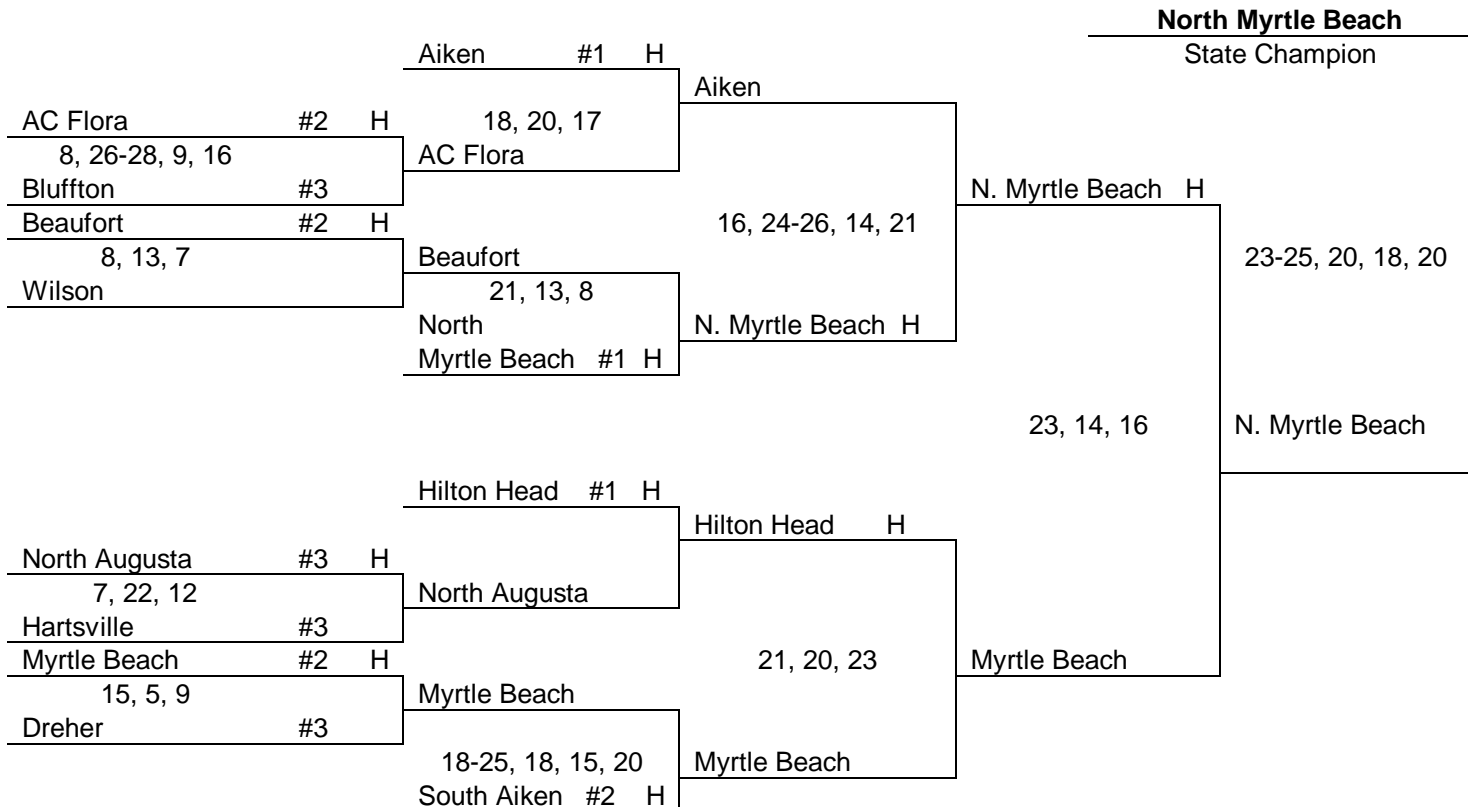 North Myrtle Beach
Aiken #1 H
State Champion
Aiken
AC Flora #2 H
18, 20, 17
8, 26-28, 9, 16
AC Flora
Bluffton #3
N. Myrtle Beach H
Beaufort #2 H
16, 24-26, 14, 21
8, 13, 7
Beaufort
23-25, 20, 18, 20
Wilson
21, 13, 8
North
N. Myrtle Beach H
Myrtle Beach #1 H
23, 14, 16
N. Myrtle Beach
Hilton Head #1 H
Hilton Head H
North Augusta #3 H
7, 22, 12
North Augusta
Hartsville #3
Myrtle Beach #2 H
21, 20, 23
Myrtle Beach
15, 5, 9
Myrtle Beach
Dreher #3
18-25, 18, 15, 20
Myrtle Beach
South Aiken #2 H